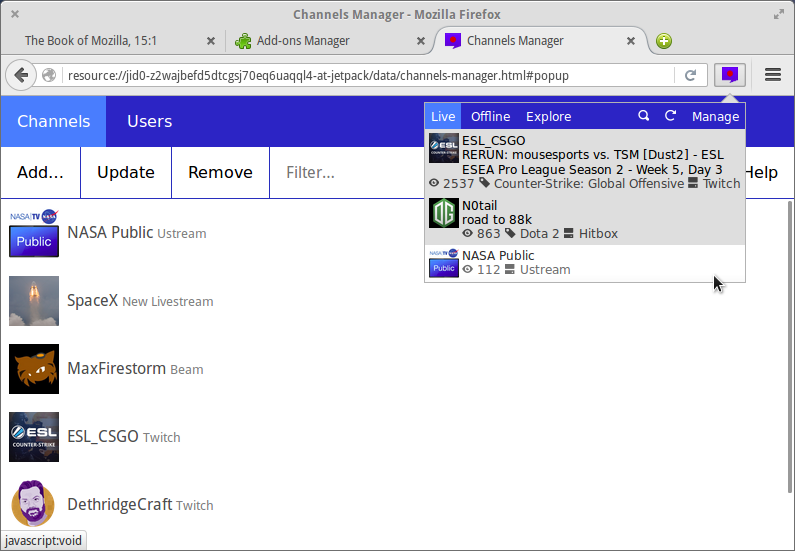 Channels Manager - Mozilla Firefox
The Book of Mozilla, 15:1
Add-ons Manager
Channels Manager
resource://jid0-z2wajbefd5dtcgsj70eq6uaqql4-at-jetpack/data/channels-manager.html#popup
Channels Users
Live Offline Explore Manage
Add... Update Remove Filter... Help
ESL_CSGO
RERUN: mousesports vs. TSM [Dust2] - ESL
ESEA Pro League Season 2 - Week 5, Day 3
2537 Counter-Strike: Global Offensive Twitch
N0tail
road to 88k
863 Dota 2 Hitbox
NASA Public
112 Ustream
NASA TV NASA
Public
NASA TV NASA
Public
NASA Public Ustream
SpaceX New Livestream
MaxFirestorm Beam
ESL
COUNTER-STRIKE
ESL_CSGO Twitch
DethridgeCraft Twitch
javascript:void